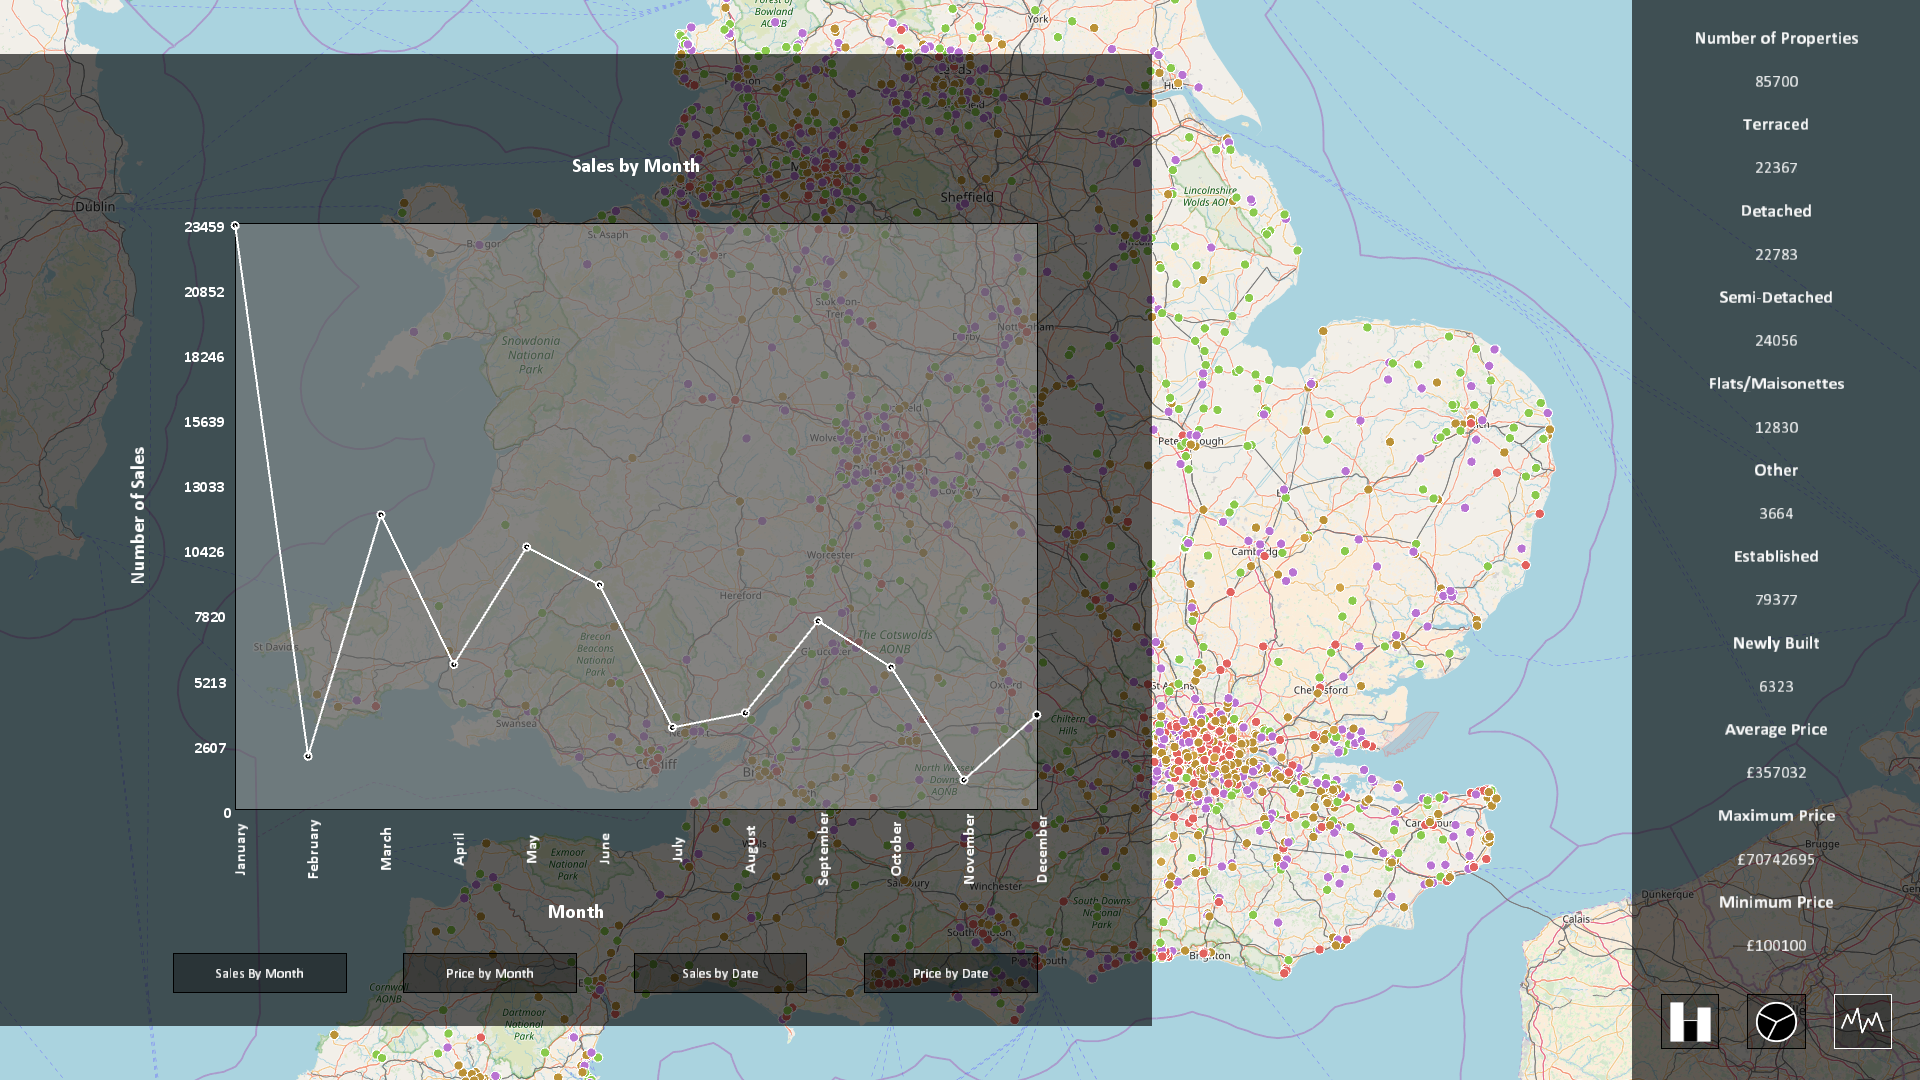 Forest of
Bowland
AONB
York
Leeds
Dublin
Sheffield
Lincolnshire
Sales by Month
23459
20852
18246
15639
13033
10426
7820
5213
2607
0
Number of Sales
St Asaph
Snowdonia
National
Park
Worcester
Hereford
Brecon
Beacons
National
Park
The Cotswolds
AONB
Gloucester
St Davids
Swansea
Cardiff
North Wessex
Downs
AONB
Chiltern
Hills
Cambridge
Chelmsford
January
February
March
April
May
June
July
August
September
October
November
December
Month
Exmoor
National
Park
Winchester
South Downs
National
Park
Brighton
Cornwall
AONB
Dartmoor
National
Park
Calais
Dunkerque
Brugge
Sales By Month
Price by Month
Sales by Date
Price by Date
Number of Properties
85700
Terraced
22367
Detached
22783
Semi-Detached
24056
Flats/Maisonettes
12830
Other
3664
Established
79377
Newly Built
6323
Average Price
£357032
Maximum Price
£70742695
Minimum Price
£100100